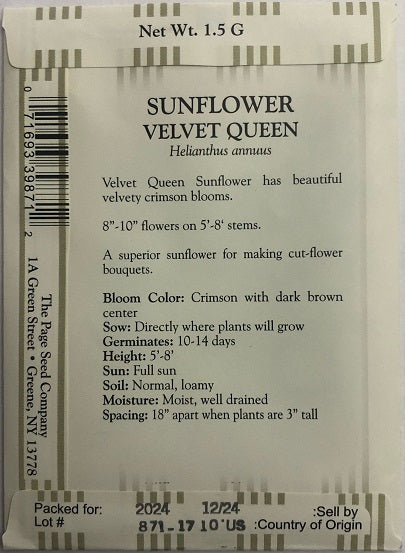 Net Wt. 1.5 G
SUNFLOWER
VELVET QUEEN
Helianthus annuus
Velvet Queen Sunflower has beautiful
velvety crimson blooms.
8"-10" flowers on 5'-8' stems.
A superior sunflower for making cut-flower
bouquets.
Bloom Color: Crimson with dark brown
center
Sow: Directly where plants will grow
Germinates: 10-14 days
Height: 5'-8'
Sun: Full sun
Soil: Normal, loamy
Moisture: Moist, well drained
Spacing: 18" apart when plants are 3" tall
0 71693 39871 2
The Page Seed Company
1A Green Street • Greene, NY 13778
Packed for: 2024 12/24 :Sell by
Lot # 871-17 10 US :Country of Origin